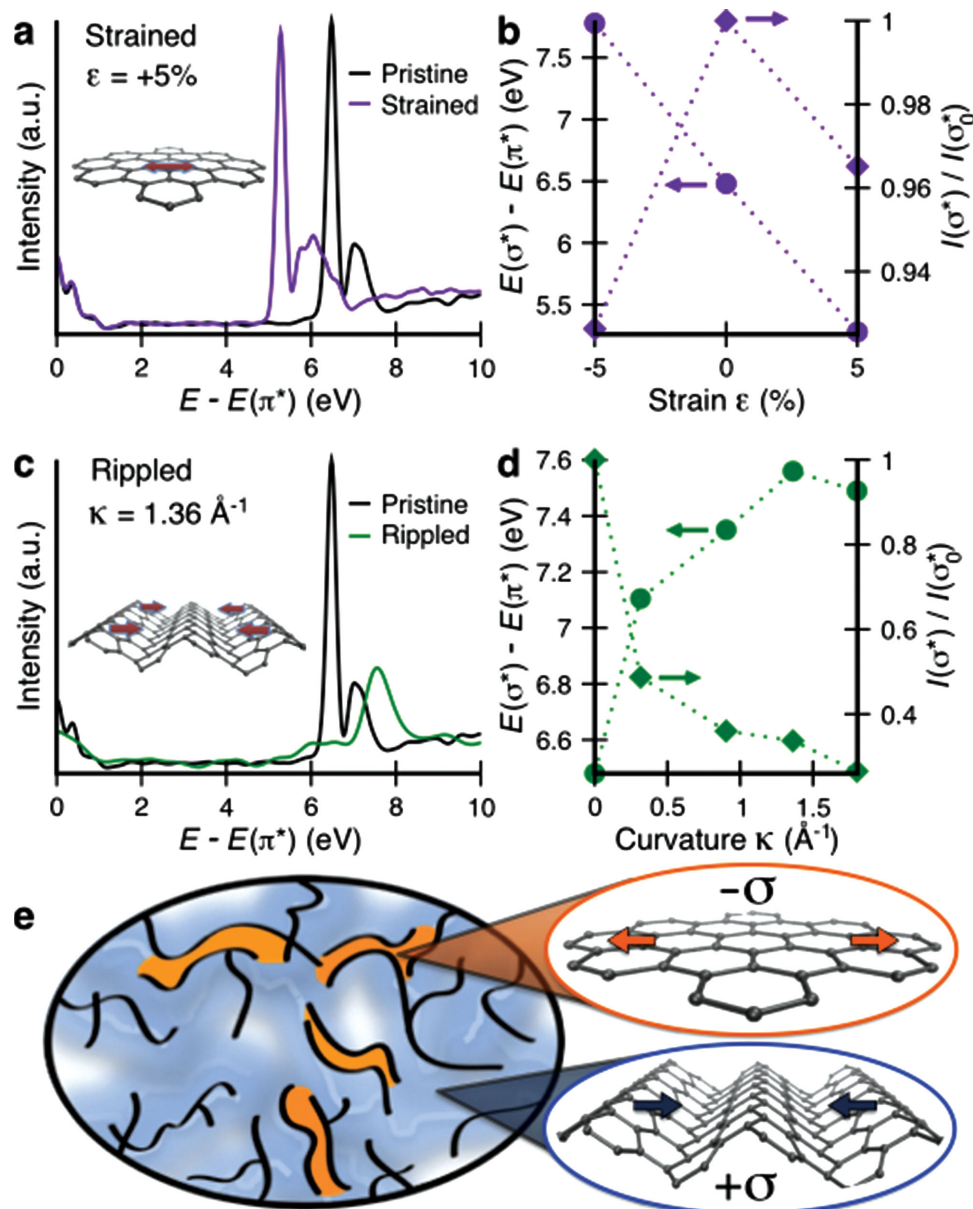 a
Strained
ε = +5%
Pristine
Strained
Intensity (a.u.)
0
2
4
6
8
10
E - E(π*) (eV)
b
7.5
7
6.5
6
5.5
E(σ*) - E(π*) (eV)
1
0.98
0.96
0.94
I(σ*) / I(σ₀*)
-5
0
5
Strain ε (%)
c
Rippled
κ = 1.36 Å⁻¹
Pristine
Rippled
Intensity (a.u.)
0
2
4
6
8
10
E - E(π*) (eV)
d
7.6
7.4
7.2
7
6.8
6.6
E(σ*) - E(π*) (eV)
1
0.8
0.6
0.4
I(σ*) / I(σ₀*)
0
0.5
1
1.5
Curvature κ (Å⁻¹)
e
-σ
+σ